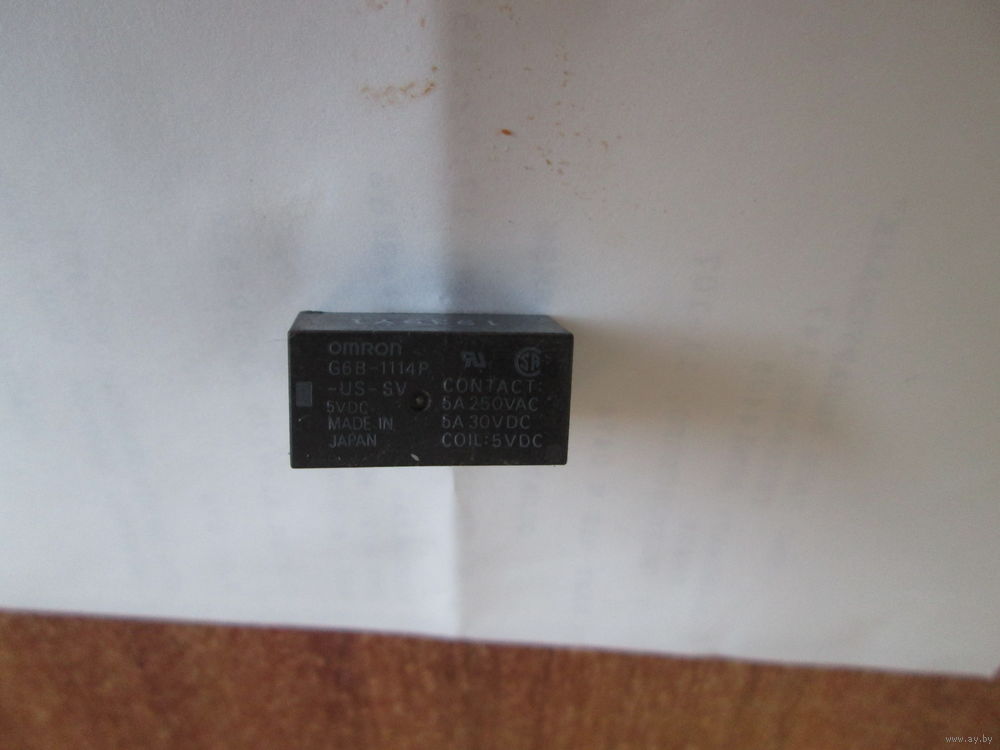 omron
G6B-1114P
-US-SV
5VDC
MADE IN
JAPAN
CONTACT:
5A 250VAC
5A 30VDC
COIL:5VDC
www.ay.by